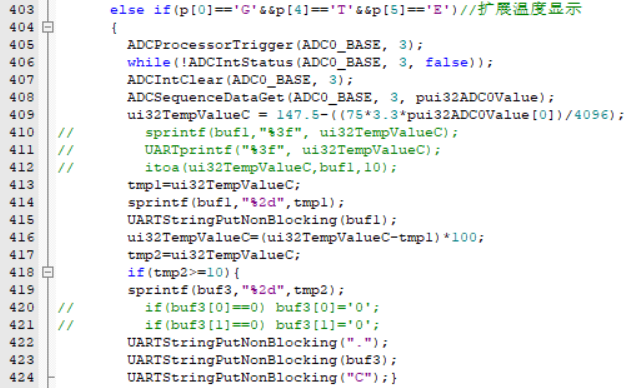 403 else if(p[0]=='G'&&p[4]=='T'&&p[5]=='E')//扩展温度显示
404 {
405 ADCProcessorTrigger(ADC0_BASE, 3);
406 while(!ADCIntStatus(ADC0_BASE, 3, false));
407 ADCIntClear(ADC0_BASE, 3);
408 ADCSequenceDataGet(ADC0_BASE, 3, pui32ADC0Value);
409 ui32TempValueC = 147.5-((75*3.3*pui32ADC0Value[0])/4096);
410 // sprintf(buf1,"%3f", ui32TempValueC);
411 // UARTprintf("%3f", ui32TempValueC);
412 // itoa(ui32TempValueC,buf1,10);
413 tmp1=ui32TempValueC;
414 sprintf(buf1,"%2d",tmp1);
415 UARTStringPutNonBlocking(buf1);
416 ui32TempValueC=(ui32TempValueC-tmp1)*100;
417 tmp2=ui32TempValueC;
418 if(tmp2>=10){
419 sprintf(buf3,"%2d",tmp2);
420 // if(buf3[0]==0) buf3[0]='0';
421 // if(buf3[1]==0) buf3[1]='0';
422 UARTStringPutNonBlocking(".");
423 UARTStringPutNonBlocking(buf3);
424 UARTStringPutNonBlocking("C");}